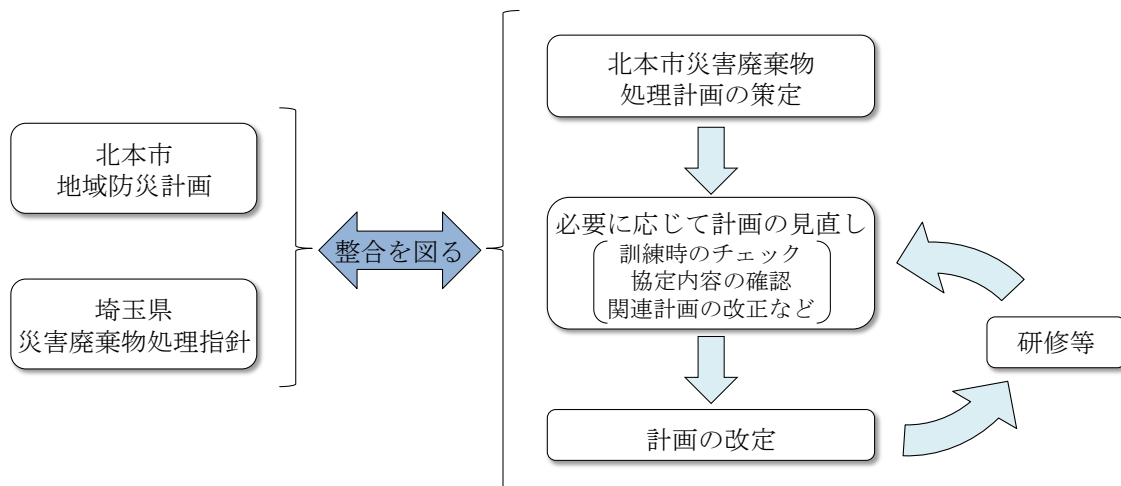 北本市
地域防災計画
埼玉県
災害廃棄物処理指針
整合を図る
北本市災害廃棄物
処理計画の策定
必要に応じて計画の見直し
訓練時のチェック
協定内容の確認
関連計画の改正など
計画の改定
研修等